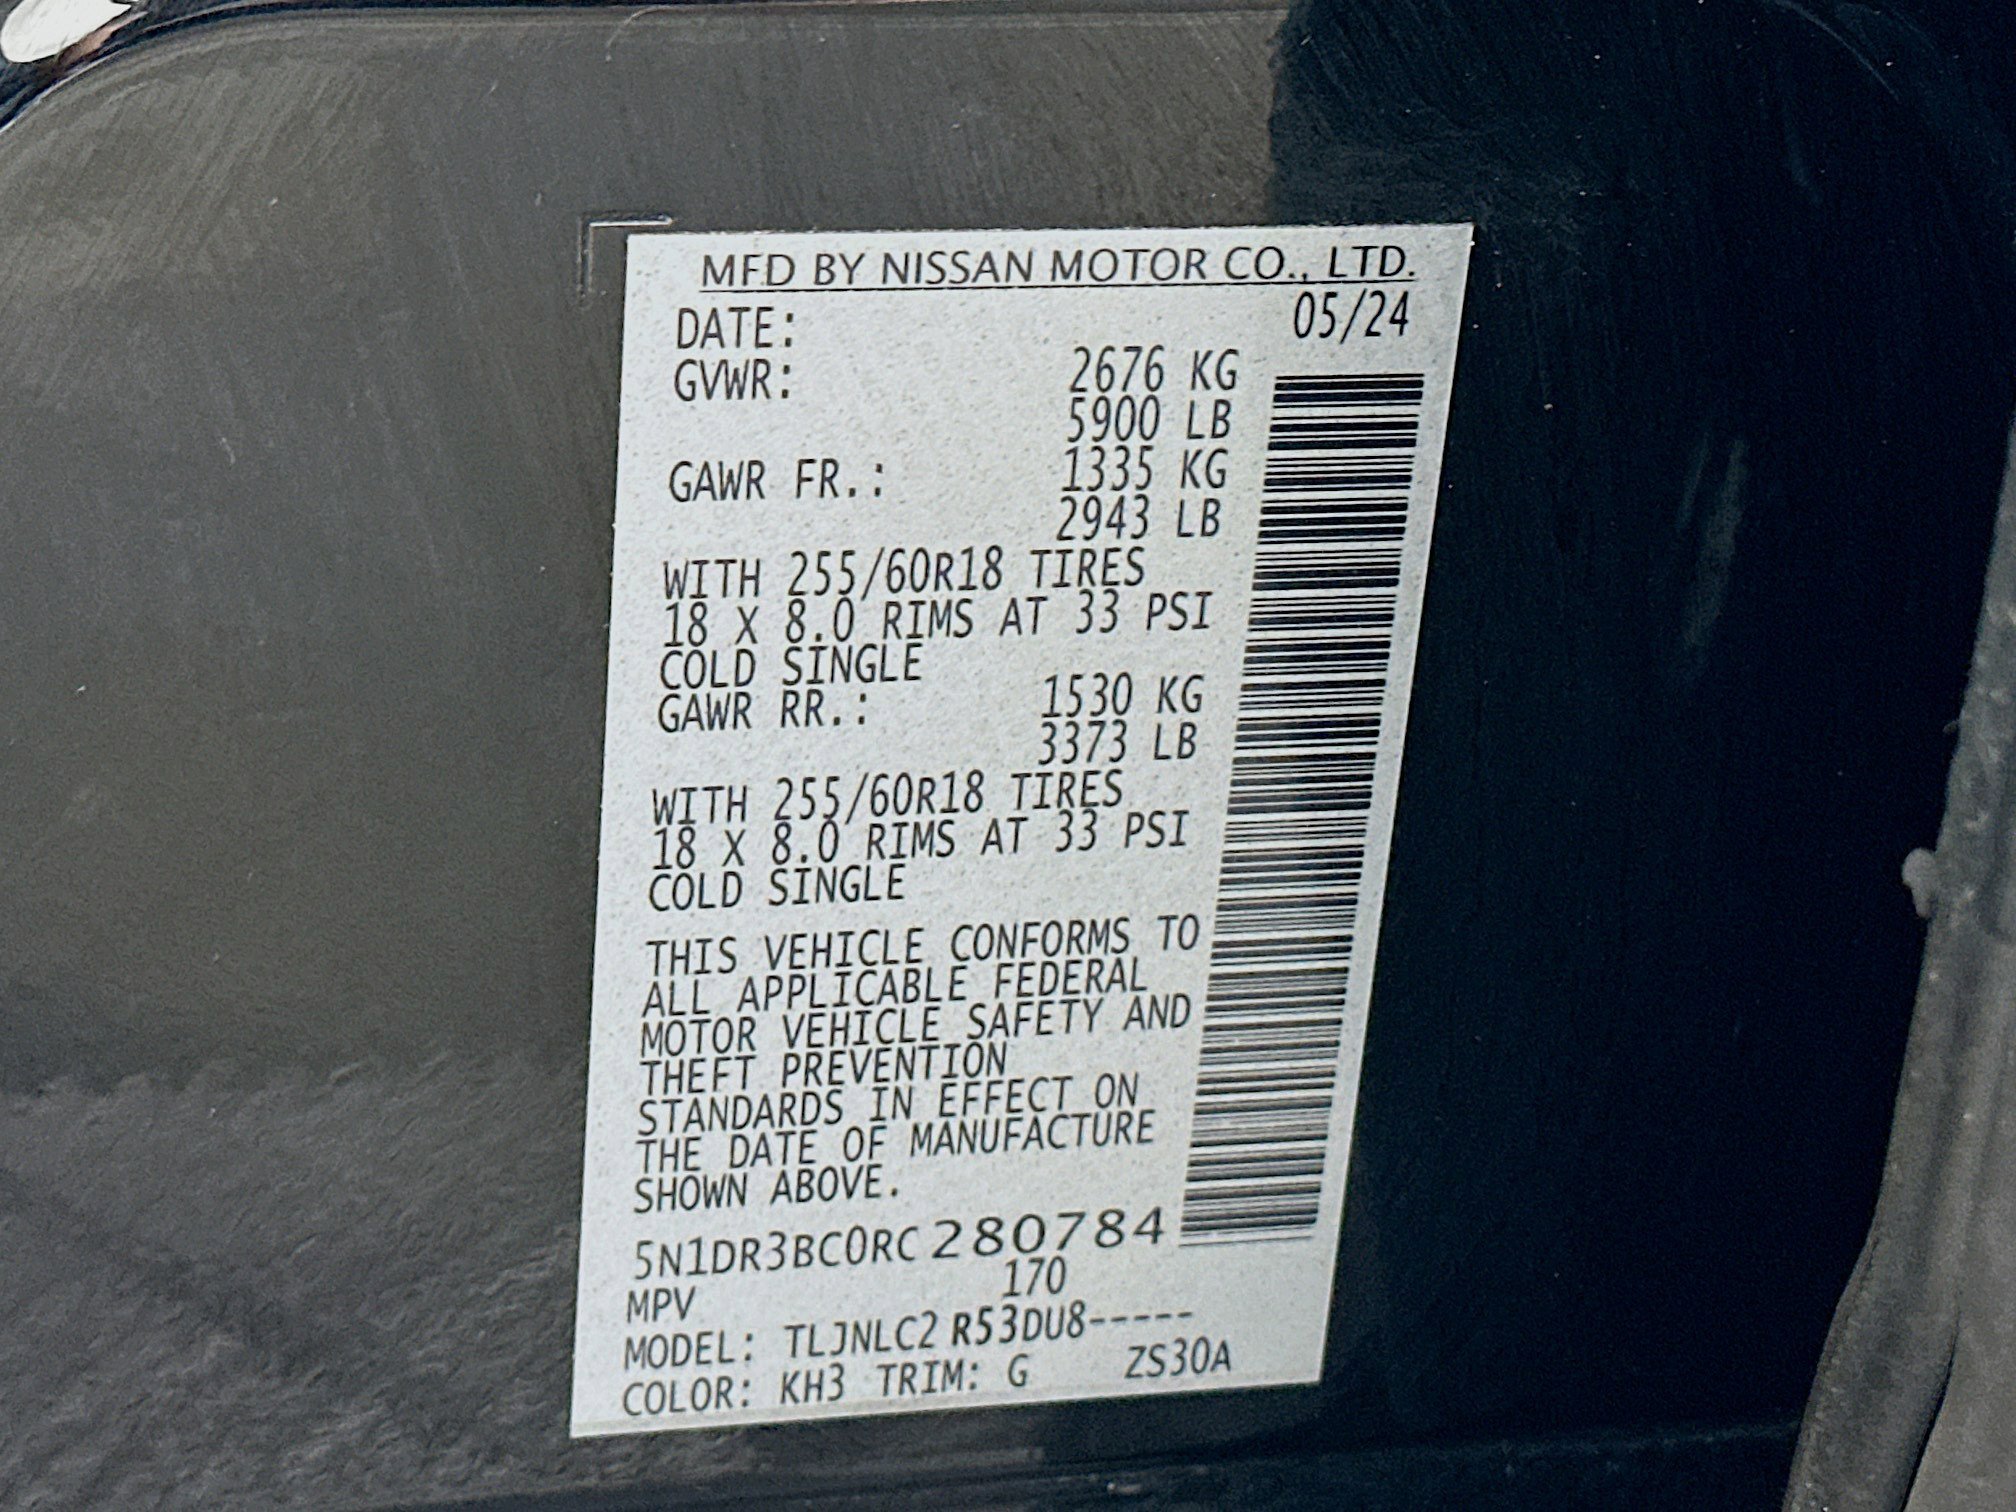 MFD BY NISSAN MOTOR CO., LTD.
DATE: 05/24
GVWR: 2676 KG
5900 LB
GAWR FR.: 1335 KG
2943 LB
WITH 255/60R18 TIRES
18 X 8.0 RIMS AT 33 PSI
COLD SINGLE
GAWR RR.: 1530 KG
3373 LB
WITH 255/60R18 TIRES
18 X 8.0 RIMS AT 33 PSI
COLD SINGLE
THIS VEHICLE CONFORMS TO
ALL APPLICABLE FEDERAL
MOTOR VEHICLE SAFETY AND
THEFT PREVENTION
STANDARDS IN EFFECT ON
THE DATE OF MANUFACTURE
SHOWN ABOVE.
5N1DR3BC0RC280784
MPV 170
MODEL: TLJNLC2 R53DU8-----
COLOR: KH3 TRIM: G ZS30A